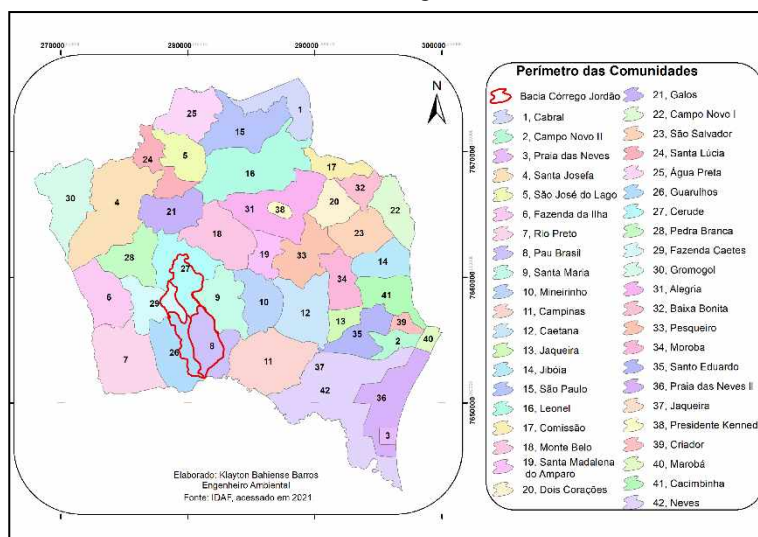 270000 280000 290000 300000
7670000
7660000
7650000
7670000
7660000
7650000
N
25
1
15
24
5
17
16
30
32
4
20
22
21
31
38
18
23
19
33
28
27
14
34
6
29
9
10
12
41
13
39
35
2
40
26
8
7
11
37
42
36
3
Elaborado: Klayton Bahiense Barros
Engenheiro Ambiental
Fonte: IDAF, acessado em 2021
Perímetro das Comunidades
Bacia Córrego Jordão
1, Cabral
2, Campo Novo II
3, Praia das Neves
4, Santa Josefa
5, São José do Lago
6, Fazenda da Ilha
7, Rio Preto
8, Pau Brasil
9, Santa Maria
10, Mineirinho
11, Campinas
12, Caetana
13, Jaqueira
14, Jibóia
15, São Paulo
16, Leonel
17, Comissão
18, Monte Belo
19, Santa Madalena
do Amparo
20, Dois Corações
21, Galos
22, Campo Novo I
23, São Salvador
24, Santa Lúcia
25, Água Preta
26, Guarulhos
27, Cerude
28, Pedra Branca
29, Fazenda Caetes
30, Gromogol
31, Alegria
32, Baixa Bonita
33, Pesqueiro
34, Moroba
35, Santo Eduardo
36, Praia das Neves II
37, Jaqueira
38, Presidente Kenned
39, Criador
40, Marobá
41, Cacimbinha
42, Neves